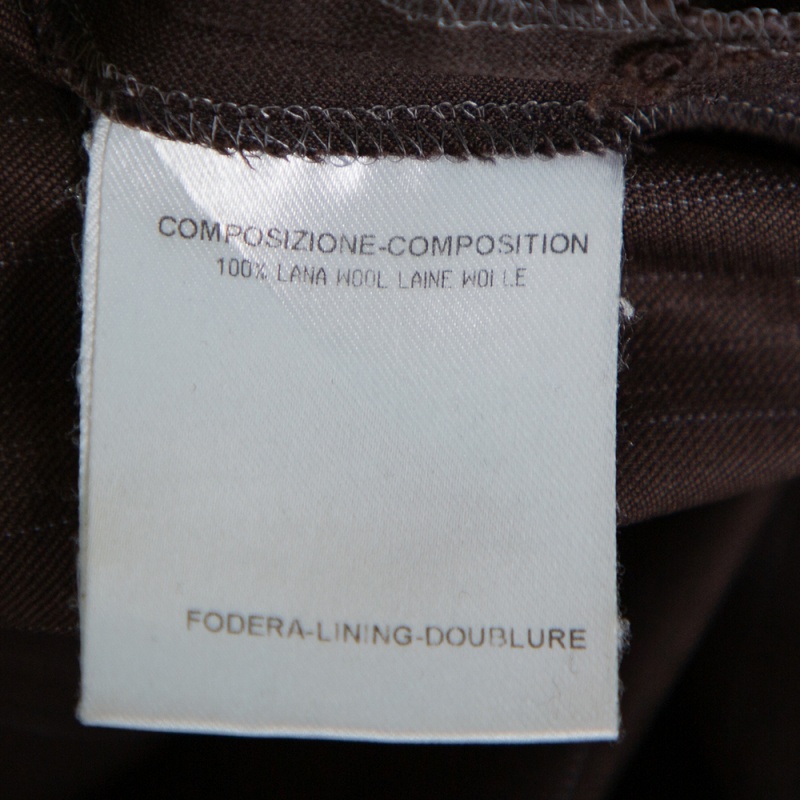 COMPOSIZIONE-COMPOSITION
100% LANA WOOL LAINE WOLLE
FODERA-LINING-DOUBLURE